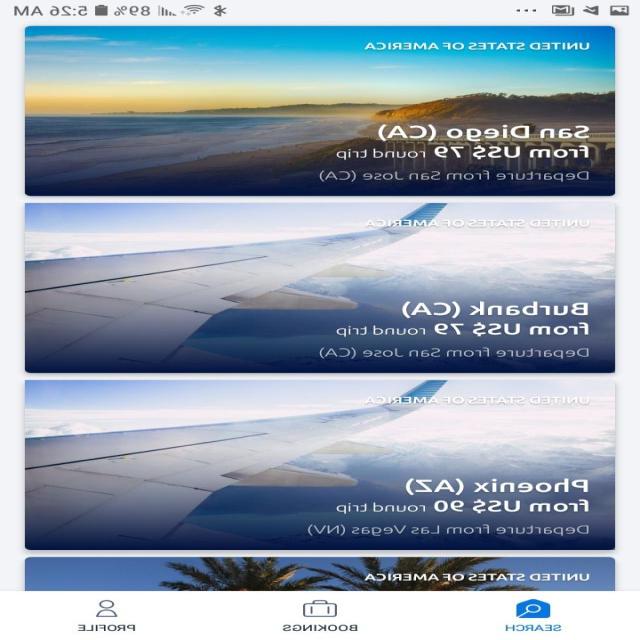 89% 5:26 AM
UNITED STATES OF AMERICA
San Diego (CA)
from US$ 79 round trip
Departure from San Jose (CA)
UNITED STATES OF AMERICA
Burbank (CA)
from US$ 79 round trip
Departure from San Jose (CA)
UNITED STATES OF AMERICA
Phoenix (AZ)
from US$ 90 round trip
Departure from Las Vegas (NV)
UNITED STATES OF AMERICA
SEARCH BOOKINGS PROFILE